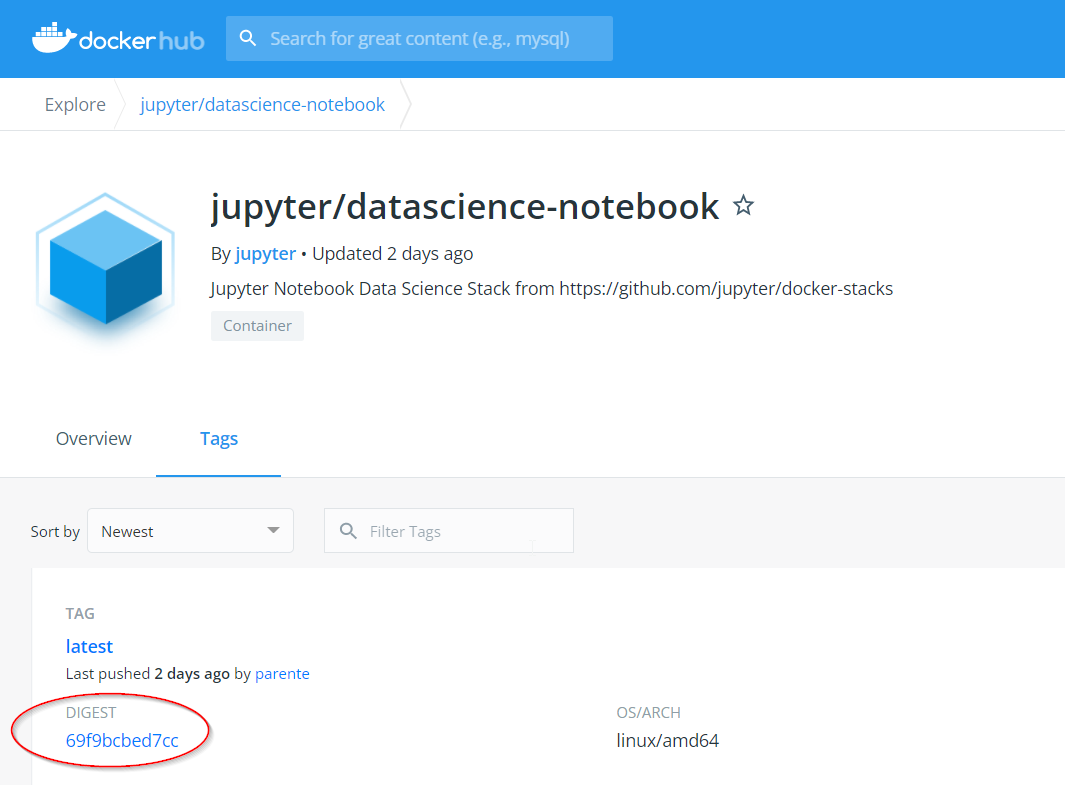 docker hub
Search for great content (e.g., mysql)
Explore
jupyter/datascience-notebook
jupyter/datascience-notebook
By jupyter • Updated 2 days ago
Jupyter Notebook Data Science Stack from https://github.com/jupyter/docker-stacks
Container
Overview
Tags
Sort by
Newest
Filter Tags
TAG
latest
Last pushed 2 days ago by parente
DIGEST
OS/ARCH
69f9bcbed7cc
linux/amd64